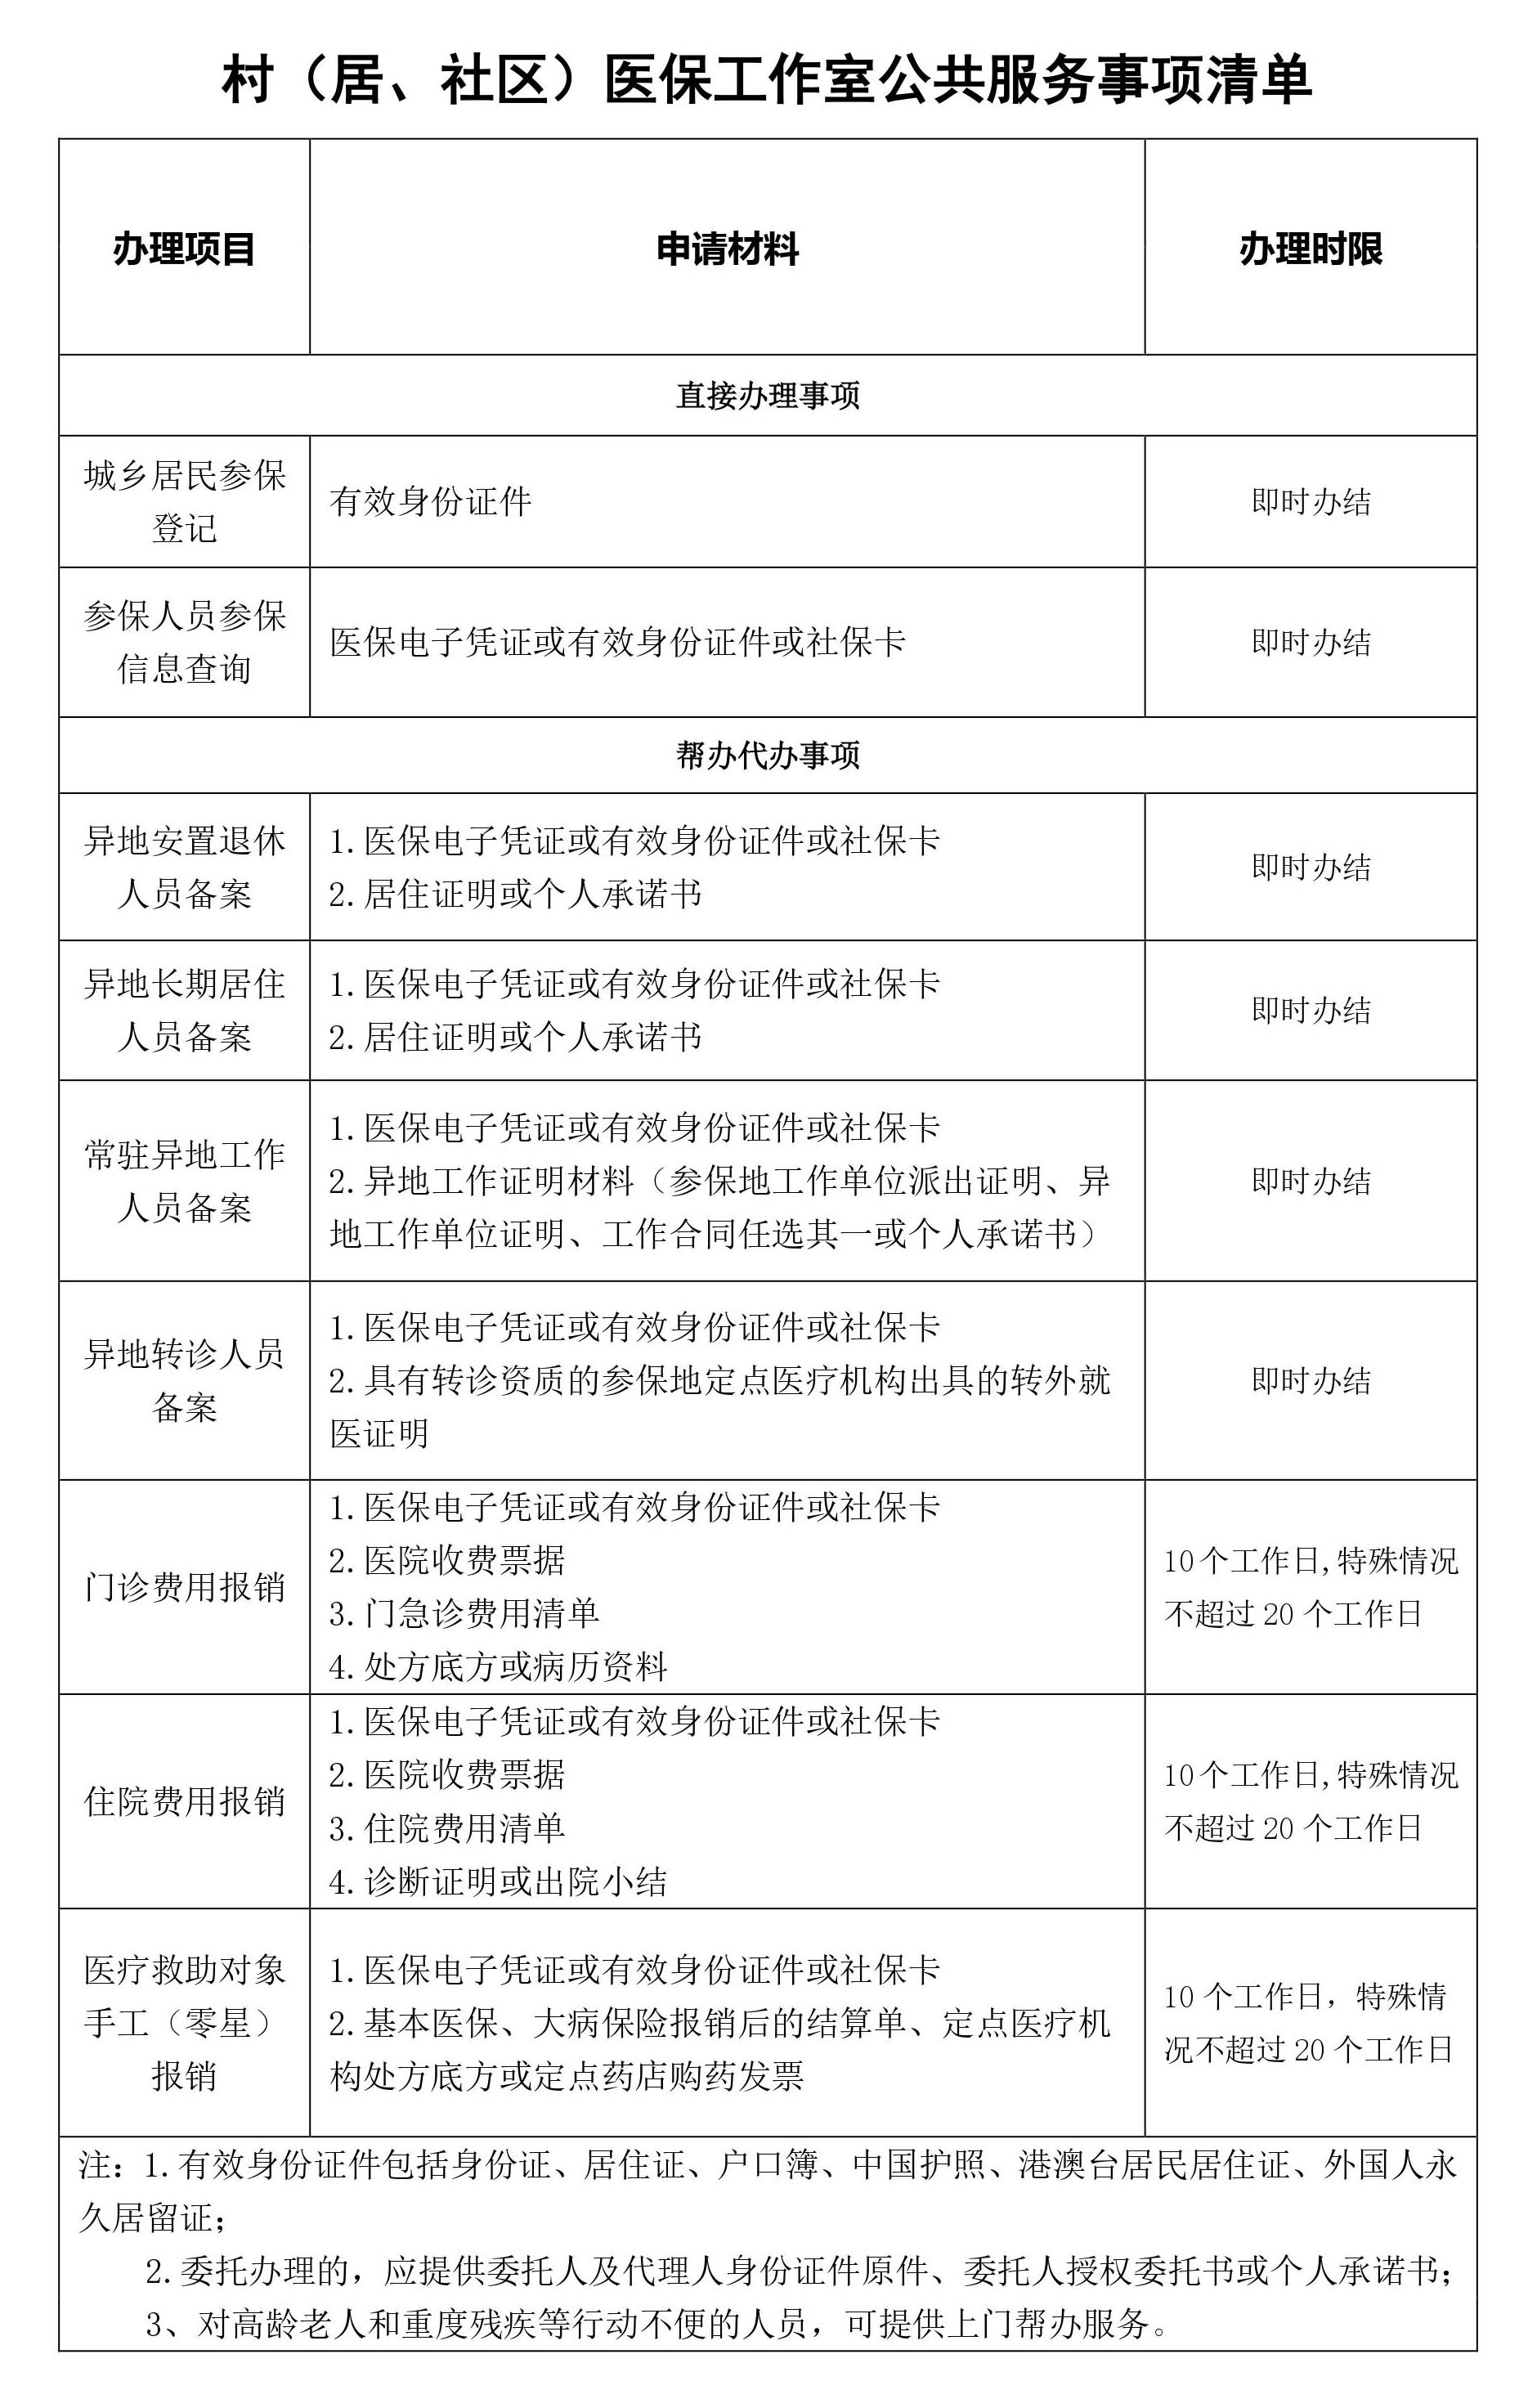 村（居、社区）医保工作室公共服务事项清单
办理项目
申请材料
办理时限
直接办理事项
城乡居民参保
登记
有效身份证件
即时办结
参保人员参保
信息查询
医保电子凭证或有效身份证件或社保卡
即时办结
帮办代办事项
异地安置退休
人员备案
1.医保电子凭证或有效身份证件或社保卡
2.居住证明或个人承诺书
即时办结
异地长期居住
人员备案
1.医保电子凭证或有效身份证件或社保卡
2.居住证明或个人承诺书
即时办结
常驻异地工作
人员备案
1.医保电子凭证或有效身份证件或社保卡
2.异地工作证明材料（参保地工作单位派出证明、异
地工作单位证明、工作合同任选其一或个人承诺书）
即时办结
异地转诊人员
备案
1.医保电子凭证或有效身份证件或社保卡
2.具有转诊资质的参保地定点医疗机构出具的转外就
医证明
即时办结
门诊费用报销
1.医保电子凭证或有效身份证件或社保卡
2.医院收费票据
3.门急诊费用清单
4.处方底方或病历资料
10个工作日,特殊情况
不超过20个工作日
住院费用报销
1.医保电子凭证或有效身份证件或社保卡
2.医院收费票据
3.住院费用清单
4.诊断证明或出院小结
10个工作日,特殊情况
不超过20个工作日
医疗救助对象
手工（零星）
报销
1.医保电子凭证或有效身份证件或社保卡
2.基本医保、大病保险报销后的结算单、定点医疗机
构处方底方或定点药店购药发票
10个工作日，特殊情
况不超过20个工作日
注：1.有效身份证件包括身份证、居住证、户口簿、中国护照、港澳台居民居住证、外国人永
久居留证；
2.委托办理的，应提供委托人及代理人身份证件原件、委托人授权委托书或个人承诺书；
3、对高龄老人和重度残疾等行动不便的人员，可提供上门帮办服务。